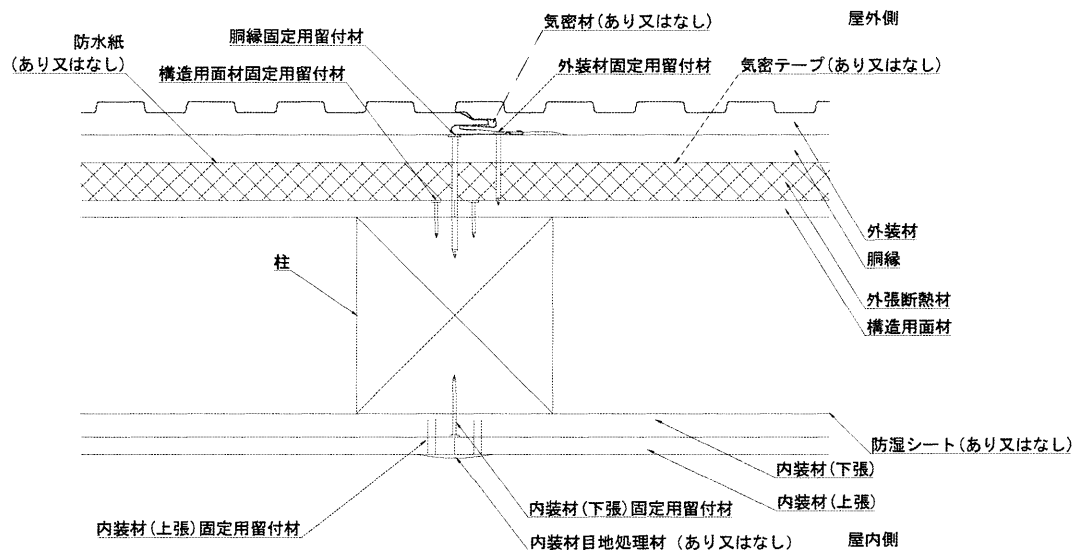 気密材(あり又はなし)
屋外側
胴縁固定用留付材
防水紙
(あり又はなし)
外装材固定用留付材
気密テープ(あり又はなし)
構造用面材固定用留付材
外装材
胴縁
柱
外張断熱材
構造用面材
防湿シート(あり又はなし)
内装材(下張)
内装材(上張)
内装材(下張)固定用留付材
内装材(上張)固定用留付材
内装材目地処理材 (あり又はなし)
屋内側